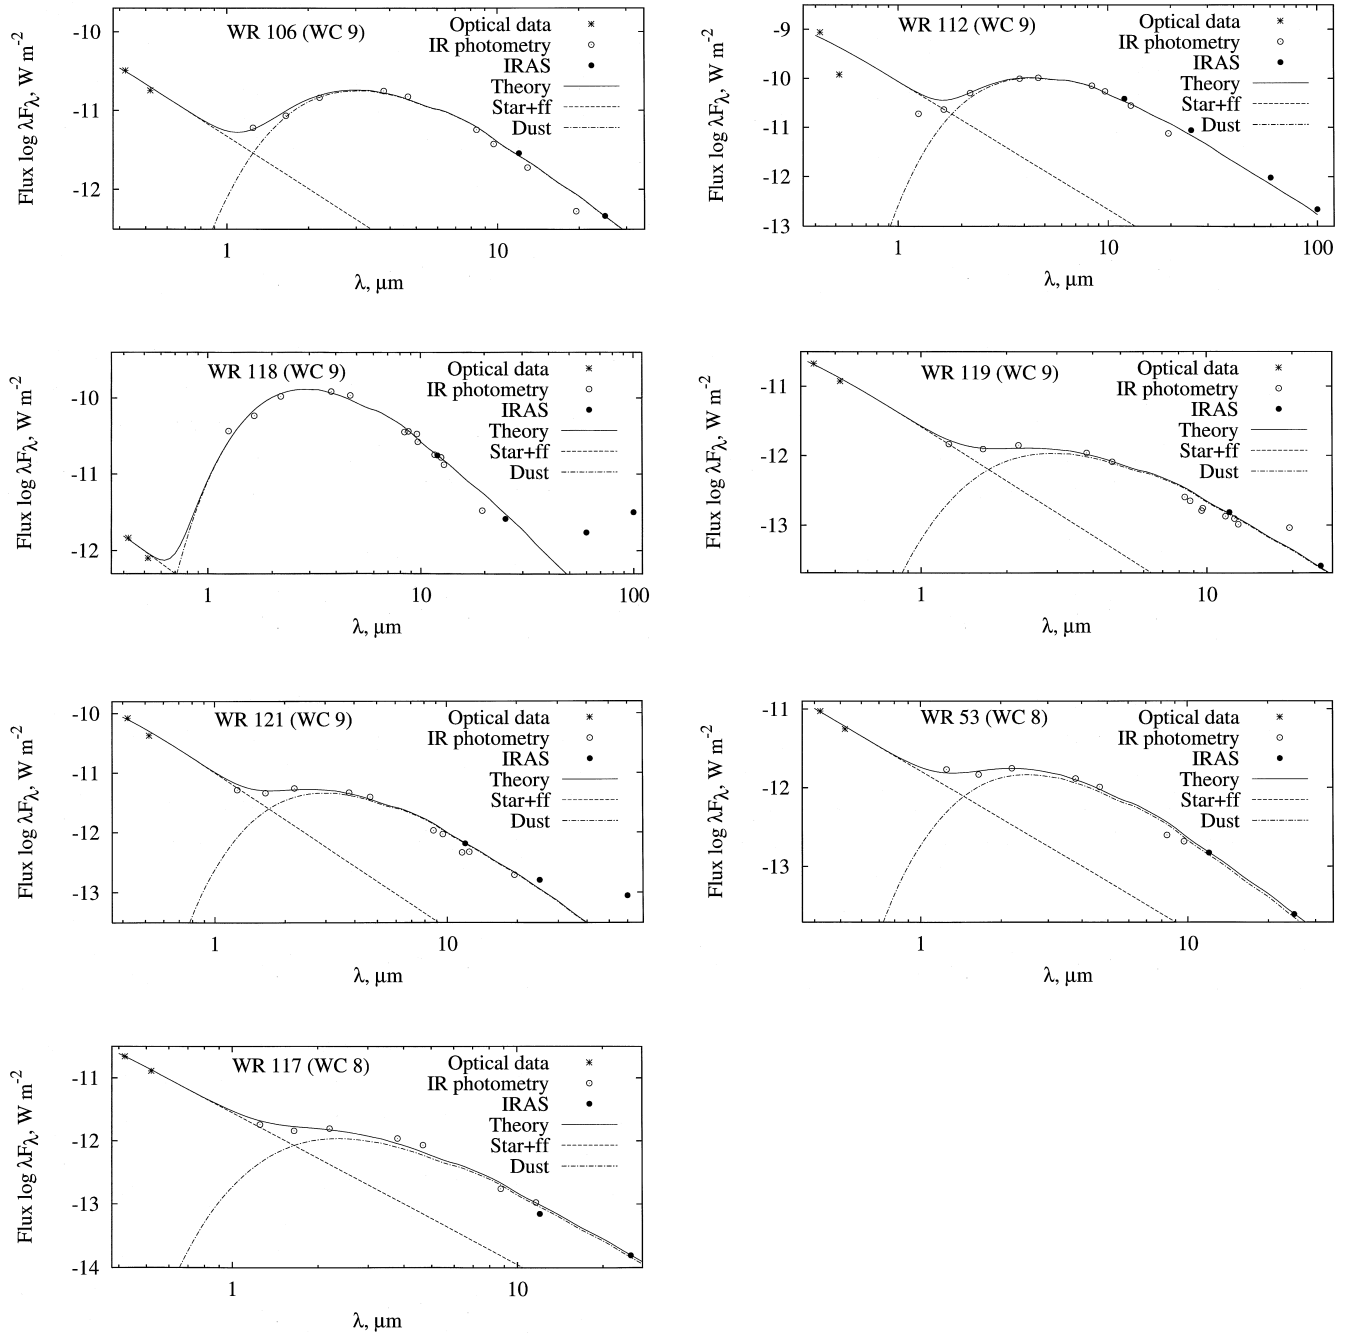 WR 106 (WC 9)
Optical data
IR photometry
IRAS
Theory
Star+ff
Dust
Flux log λFλ, W m-2
-10
-11
-12
1
10
λ, μm
WR 112 (WC 9)
Optical data
IR photometry
IRAS
Theory
Star+ff
Dust
Flux log λFλ, W m-2
-9
-10
-11
-12
-13
1
10
100
λ, μm
WR 118 (WC 9)
Optical data
IR photometry
IRAS
Theory
Star+ff
Dust
Flux log λFλ, W m-2
-10
-11
-12
1
10
100
λ, μm
WR 119 (WC 9)
Optical data
IR photometry
IRAS
Theory
Star+ff
Dust
Flux log λFλ, W m-2
-11
-12
-13
1
10
λ, μm
WR 121 (WC 9)
Optical data
IR photometry
IRAS
Theory
Star+ff
Dust
Flux log λFλ, W m-2
-10
-11
-12
-13
1
10
λ, μm
WR 53 (WC 8)
Optical data
IR photometry
IRAS
Theory
Star+ff
Dust
Flux log λFλ, W m-2
-11
-12
-13
1
10
λ, μm
WR 117 (WC 8)
Optical data
IR photometry
IRAS
Theory
Star+ff
Dust
Flux log λFλ, W m-2
-11
-12
-13
-14
1
10
λ, μm